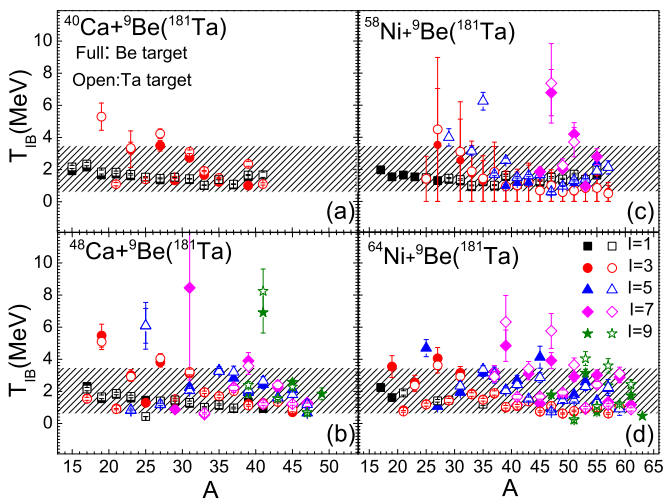 ⁴⁰Ca+⁹Be(¹⁸¹Ta)
Full: Be target
Open:Ta target
(a)
⁵⁸Ni+⁹Be(¹⁸¹Ta)
(c)
10
8
6
4
2
0
T_IB(MeV)
⁴⁸Ca+⁹Be(¹⁸¹Ta)
(b)
⁶⁴Ni+⁹Be(¹⁸¹Ta)
I=1
I=3
I=5
I=7
I=9
(d)
10
8
6
4
2
0
T_IB(MeV)
15 20 25 30 35 40 45 50
15 20 25 30 35 40 45 50 55 60 65
A
A